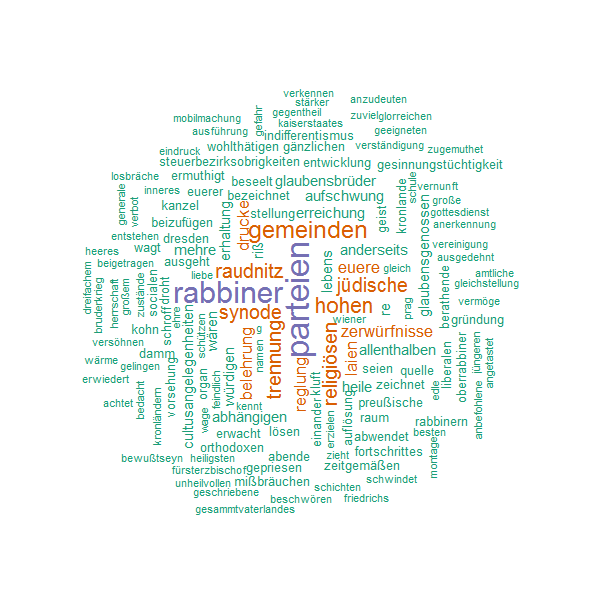 verkennen
stärker
anzudeuten
mobilmachung
gefahr
gegentheil
zuviel
glorreichen
kaiserstaates
ausführung
indifferentismus
geeigneten
eindruck
wohlthätigen
gänzlichen
verständigung
zugemuthet
steuerbezirksobrigkeiten
entwicklung
gesinnungstüchtigkeit
losbräche
ermuthigt
beseelt
glaubensbrüder
schule
vernunft
generale
verbot
inneres
euerer
bezeichnet
aufschwung
kronlande
große
kanzel
erhaltung
drucke
stellung
erreichung
geist
glaubensgenossen
gottesdienst
beizufügen
gemeinden
anerkennung
entstehen
dresden
riß
vereinigung
heeres
wagt
mehre
lebens
anderseits
ausgedehnt
beigetragen
ausgeht
raudnitz
parteien
euere
gleich
berathende
amtliche
dreifachem
bruderkrieg
herrschaft
großem
zustände
socialen
droht
liebe
rabbiner
jüdische
gleichstellung
schroff
ehre
hohen
re
prag
vermöge
kohn
schützen
wären
synode
g
wiener
gründung
versöhnen
cultusangelegenheiten
belehrung
trennung
religiösen
zerwürfnisse
damm
namen
laien
allenthalben
liberalen
oberrabbiner
jüngeren
angetastet
wärme
gelingen
vorsehung
organ
feindlich
würdigen
reglung
seien
quelle
erwiedert
bedacht
kennt
einander
kluft
heile
zeichnet
edle
achtet
kronländern
wage
abhängigen
auflösung
preußische
anbefohlene
erwacht
lösen
erzielen
raum
rabbinern
orthodoxen
abwendet
besten
bewußtseyn
heiligsten
abende
zieht
fortschrittes
montage
fürsterzbischof
gepriesen
zeitgemäßen
unheilvollen
mißbräuchen
schwindet
geschriebene
schichten
beschwören
friedrichs
gesammtvaterlandes